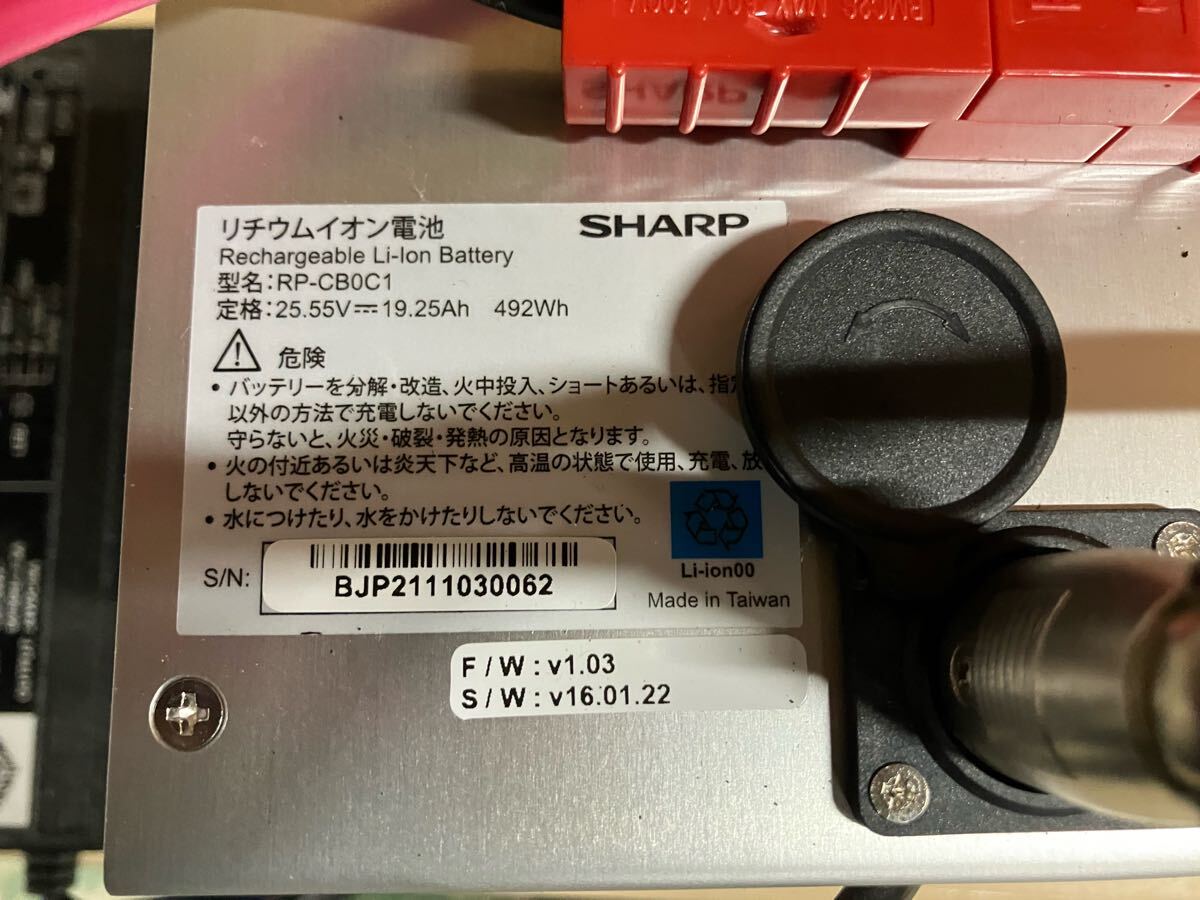 BMC2S MAX 50A 600V
SHARP
リチウムイオン電池
SHARP
Rechargeable Li-Ion Battery
型名:RP-CB0C1
定格:25.55V⎓19.25Ah 492Wh
危険
• バッテリーを分解・改造、火中投入、ショートあるいは、指定
以外の方法で充電しないでください。
守らないと、火災・破裂・発熱の原因となります。
• 火の付近あるいは炎天下など、高温の状態で使用、充電、放
しないでください。
• 水につけたり、水をかけたりしないでください。
S/N:
BJP2111030062
Li-ion00
Made in Taiwan
F / W : v1.03
S / W : v16.01.22